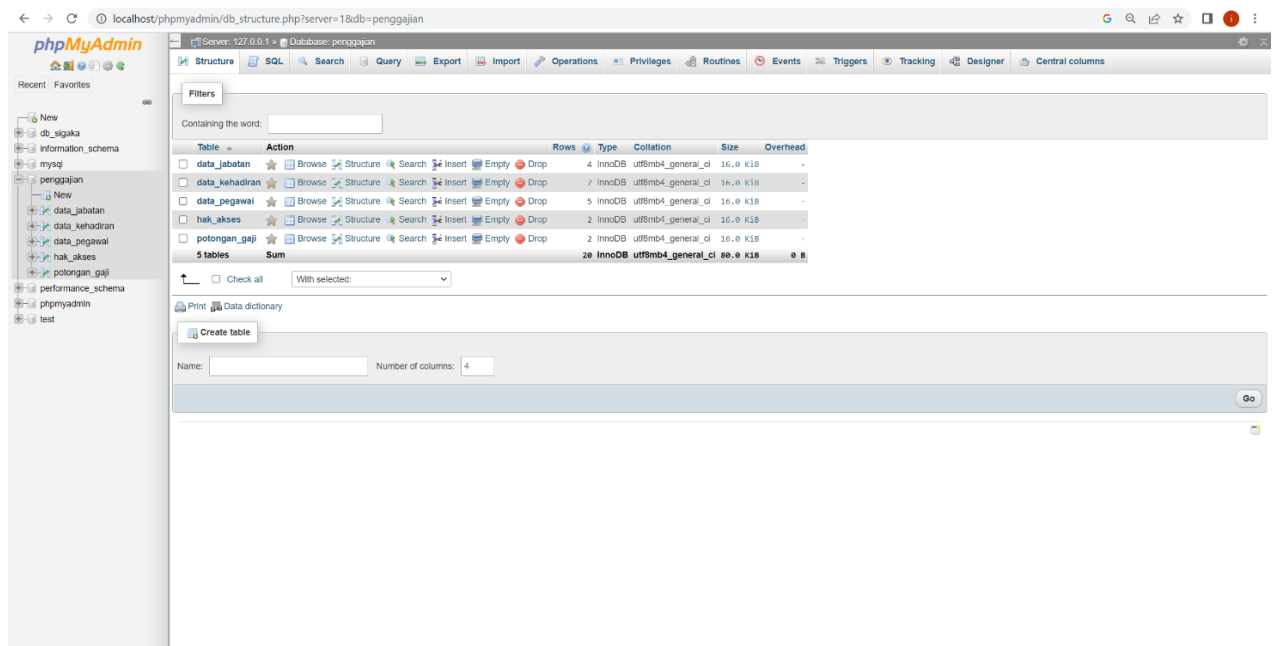 localhost/phpmyadmin/db_structure.php?server=1&db=penggajian
phpMyAdmin
Recent Favorites
New
db_sigaka
information_schema
mysql
penggajian
New
data_jabatan
data_kehadiran
data_pegawai
hak_akses
potongan_gaji
performance_schema
phpmyadmin
test
Server: 127.0.0.1 » Database: penggajian
Structure SQL Search Query Export Import Operations Privileges Routines Events Triggers Tracking Designer Central columns
Filters
Containing the word:
Table Action Rows Type Collation Size Overhead
data_jabatan Browse Structure Search Insert Empty Drop 4 InnoDB utf8mb4_general_ci 16.0 KiB -
data_kehadiran Browse Structure Search Insert Empty Drop 7 InnoDB utf8mb4_general_ci 16.0 KiB -
data_pegawai Browse Structure Search Insert Empty Drop 5 InnoDB utf8mb4_general_ci 16.0 KiB -
hak_akses Browse Structure Search Insert Empty Drop 2 InnoDB utf8mb4_general_ci 16.0 KiB -
potongan_gaji Browse Structure Search Insert Empty Drop 2 InnoDB utf8mb4_general_ci 16.0 KiB -
5 tables Sum 20 InnoDB utf8mb4_general_ci 80.0 KiB 0 B
Check all With selected:
Print Data dictionary
Create table
Name: Number of columns: 4
Go